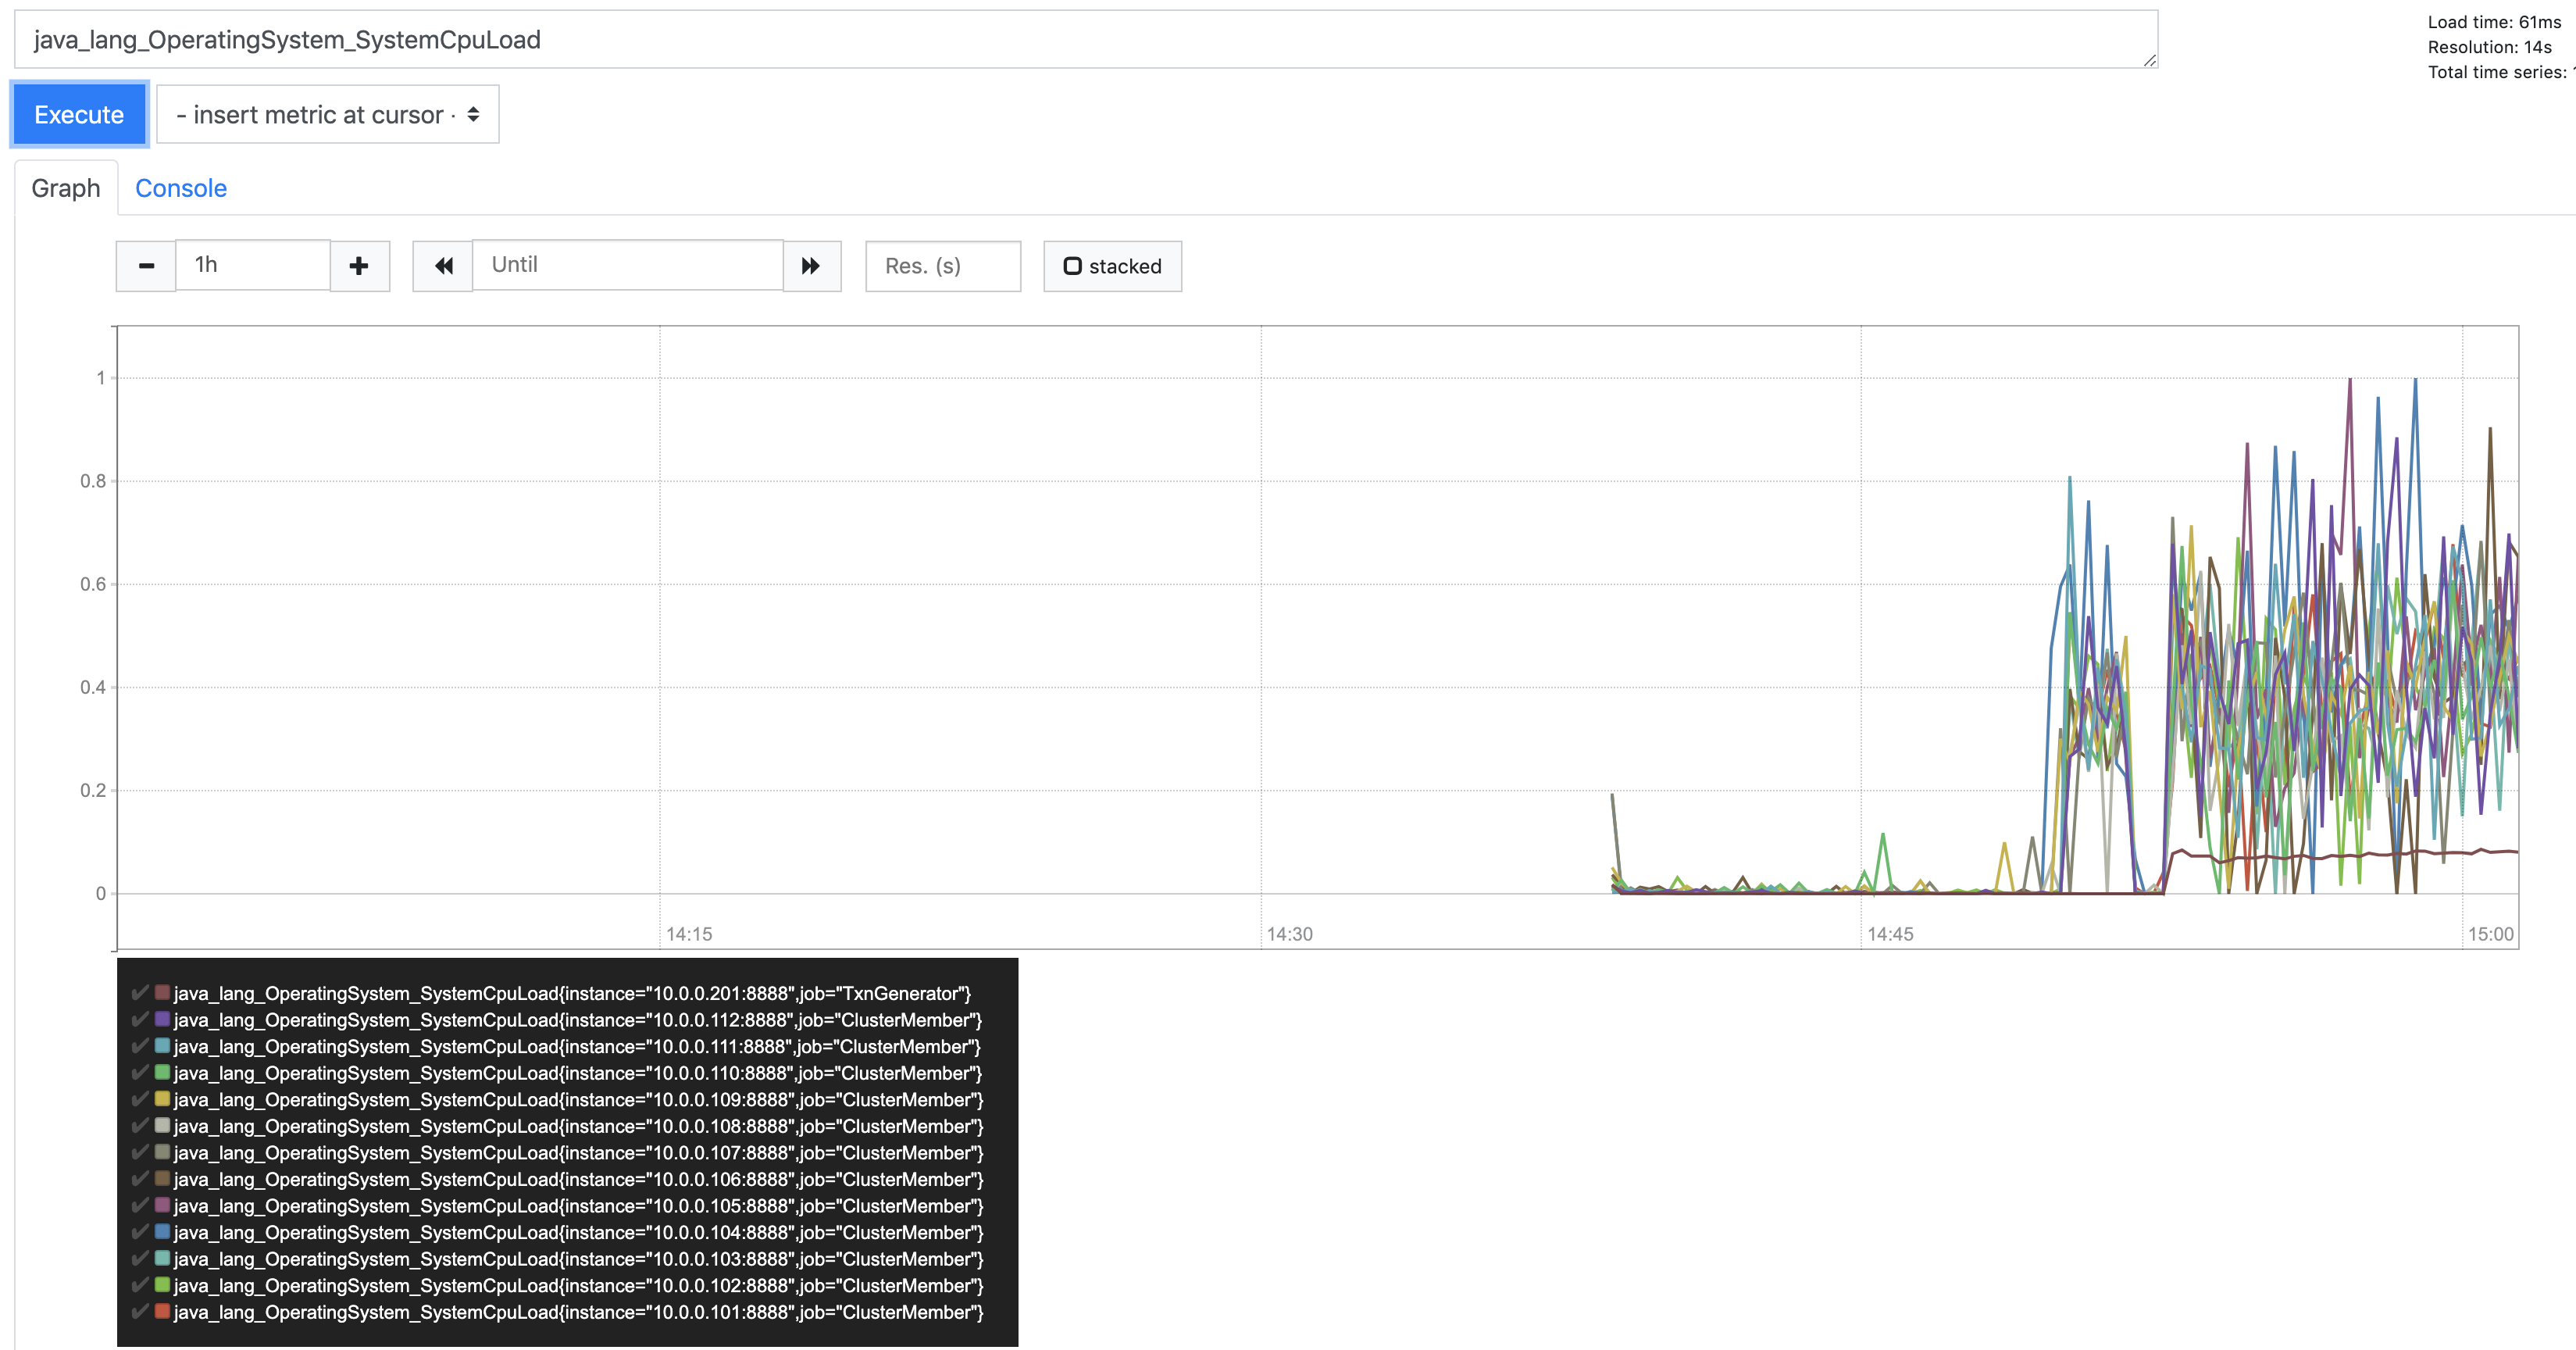 java_lang_OperatingSystem_SystemCpuLoad
Load time: 61ms
Resolution: 14s
Total time series:
Execute
- insert metric at cursor -
Graph Console
1h Until Res. (s) stacked
1
0.8
0.6
0.4
0.2
0
14:15 14:30 14:45 15:00
java_lang_OperatingSystem_SystemCpuLoad{instance="10.0.0.201:8888",job="TxnGenerator"}
java_lang_OperatingSystem_SystemCpuLoad{instance="10.0.0.112:8888",job="ClusterMember"}
java_lang_OperatingSystem_SystemCpuLoad{instance="10.0.0.111:8888",job="ClusterMember"}
java_lang_OperatingSystem_SystemCpuLoad{instance="10.0.0.110:8888",job="ClusterMember"}
java_lang_OperatingSystem_SystemCpuLoad{instance="10.0.0.109:8888",job="ClusterMember"}
java_lang_OperatingSystem_SystemCpuLoad{instance="10.0.0.108:8888",job="ClusterMember"}
java_lang_OperatingSystem_SystemCpuLoad{instance="10.0.0.107:8888",job="ClusterMember"}
java_lang_OperatingSystem_SystemCpuLoad{instance="10.0.0.106:8888",job="ClusterMember"}
java_lang_OperatingSystem_SystemCpuLoad{instance="10.0.0.105:8888",job="ClusterMember"}
java_lang_OperatingSystem_SystemCpuLoad{instance="10.0.0.104:8888",job="ClusterMember"}
java_lang_OperatingSystem_SystemCpuLoad{instance="10.0.0.103:8888",job="ClusterMember"}
java_lang_OperatingSystem_SystemCpuLoad{instance="10.0.0.102:8888",job="ClusterMember"}
java_lang_OperatingSystem_SystemCpuLoad{instance="10.0.0.101:8888",job="ClusterMember"}